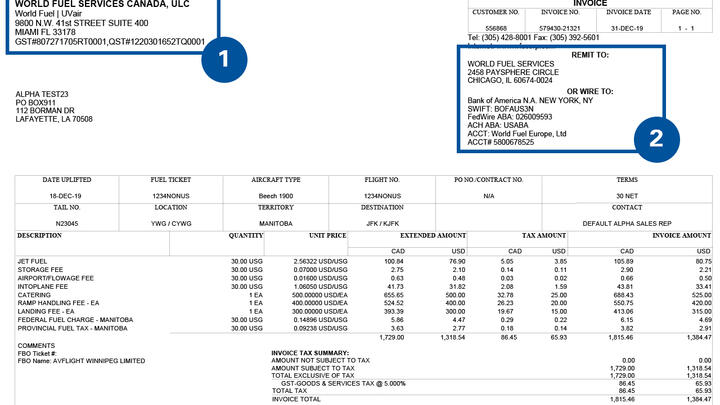 WORLD FUEL SERVICES CANADA, ULC
World Fuel | UVair
9800 N.W. 41st STREET SUITE 400
MIAMI FL 33178
GST#807271705RT0001,QST#1220301652TQ0001
1
INVOICE
CUSTOMER NO. INVOICE NO. INVOICE DATE PAGE NO.
556868 579430-21321 31-DEC-19 1 - 1
Tel: (305) 428-8001 Fax: (305) 392-5601
REMIT TO:
WORLD FUEL SERVICES
2458 PAYSPHERE CIRCLE
CHICAGO, IL 60674-0024
OR WIRE TO:
Bank of America N.A. NEW YORK, NY
SWIFT: BOFAUS3N
FedWire ABA: 026009593
ACH ABA: USABA
ACCT: World Fuel Europe, Ltd
ACCT# 5800678525
2
ALPHA TEST23
PO BOX911
112 BORMAN DR
LAFAYETTE, LA 70508
DATE UPLIFTED FUEL TICKET AIRCRAFT TYPE FLIGHT NO. PO NO./CONTRACT NO. TERMS
18-DEC-19 1234NONUS Beech 1900 1234NONUS N/A 30 NET
TAIL NO. LOCATION TERRITORY DESTINATION CONTACT
N23045 YWG / CYWG MANITOBA JFK / KJFK DEFAULT ALPHA SALES REP
DESCRIPTION QUANTITY UNIT PRICE EXTENDED AMOUNT TAX AMOUNT INVOICE AMOUNT
CAD USD CAD USD CAD USD
JET FUEL 30.00 USG 2.56322 USD/USG 100.84 76.90 5.05 3.85 105.89 80.75
STORAGE FEE 30.00 USG 0.07000 USD/USG 2.75 2.10 0.14 0.11 2.90 2.21
AIRPORT/FLOWAGE FEE 30.00 USG 0.01600 USD/USG 0.63 0.48 0.03 0.02 0.66 0.50
INTOPLANE FEE 30.00 USG 1.06050 USD/USG 41.73 31.82 2.08 1.59 43.81 33.41
CATERING 1 EA 500.00000 USD/EA 655.65 500.00 32.78 25.00 688.43 525.00
RAMP HANDLING FEE - EA 1 EA 400.00000 USD/EA 524.52 400.00 26.23 20.00 550.75 420.00
LANDING FEE - EA 1 EA 300.00000 USD/EA 393.39 300.00 19.67 15.00 413.06 315.00
FEDERAL FUEL CHARGE - MANITOBA 30.00 USG 0.14896 USD/USG 5.86 4.47 0.29 0.22 6.15 4.69
PROVINCIAL FUEL TAX - MANITOBA 30.00 USG 0.09238 USD/USG 3.63 2.77 0.18 0.14 3.82 2.91
1,729.00 1,318.54 86.45 65.93 1,815.46 1,384.47
COMMENTS
FBO Ticket #:
FBO Name: AVFLIGHT WINNIPEG LIMITED
INVOICE TAX SUMMARY:
AMOUNT NOT SUBJECT TO TAX 0.00 0.00
AMOUNT SUBJECT TO TAX 1,729.00 1,318.54
TOTAL EXCLUSIVE OF TAX 1,729.00 1,318.54
GST-GOODS & SERVICES TAX @ 5.000% 86.45 65.93
TOTAL TAX 86.45 65.93
INVOICE TOTAL 1,815.46 1,384.47